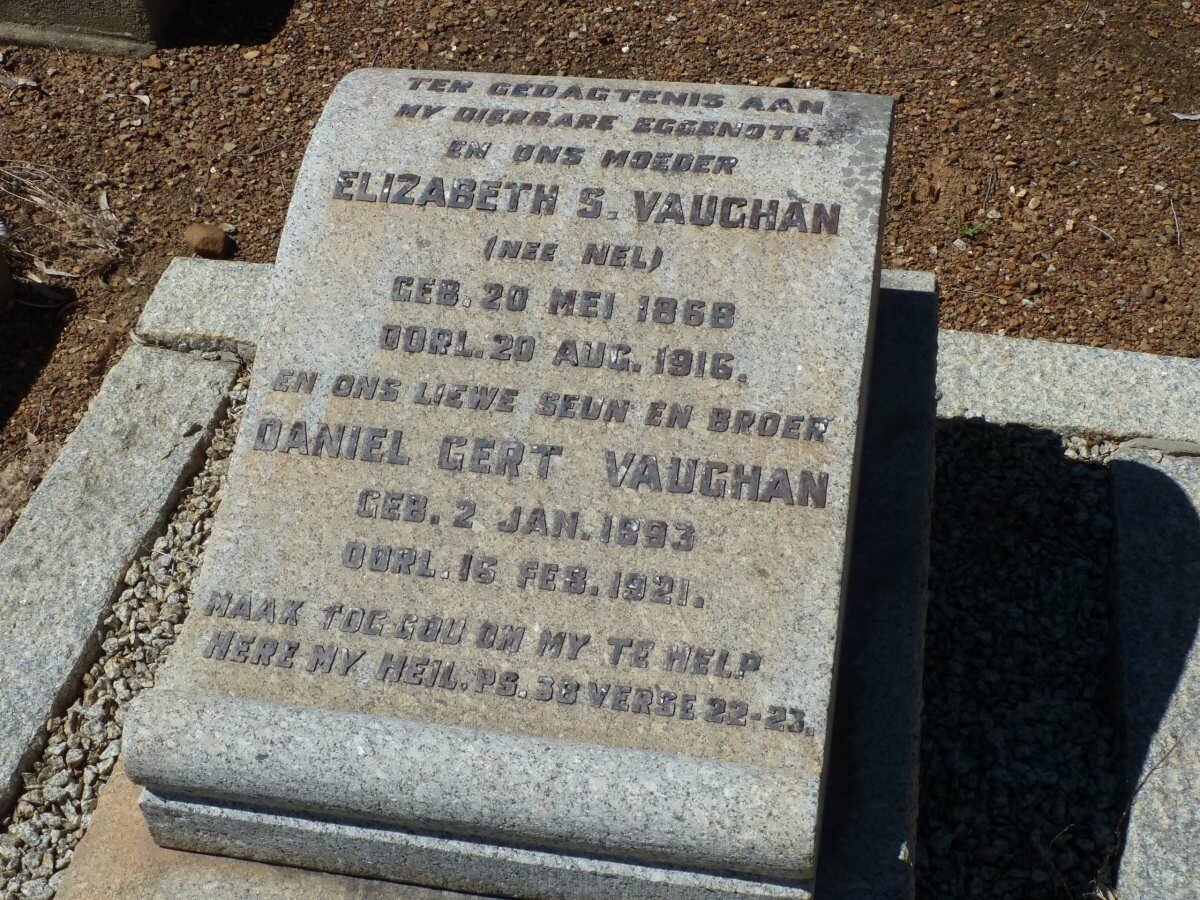 TER GEDAGTENIS AAN
MY DIERBARE EGGENOTE,
EN ONS MOEDER
ELIZABETH S. VAUGHAN
(NEE NEL)
GEB. 20 MEI 1868
OORL. 20 AUG. 1916.
EN ONS LIEWE SEUN EN BROER
DANIEL GERT VAUGHAN
GEB. 2 JAN. 1893
OORL. 16 FEB. 1921.
MAAK TOG GOU OM MY TE HELP
HERE MY HEIL. PS. 38 VERSE 22-23.